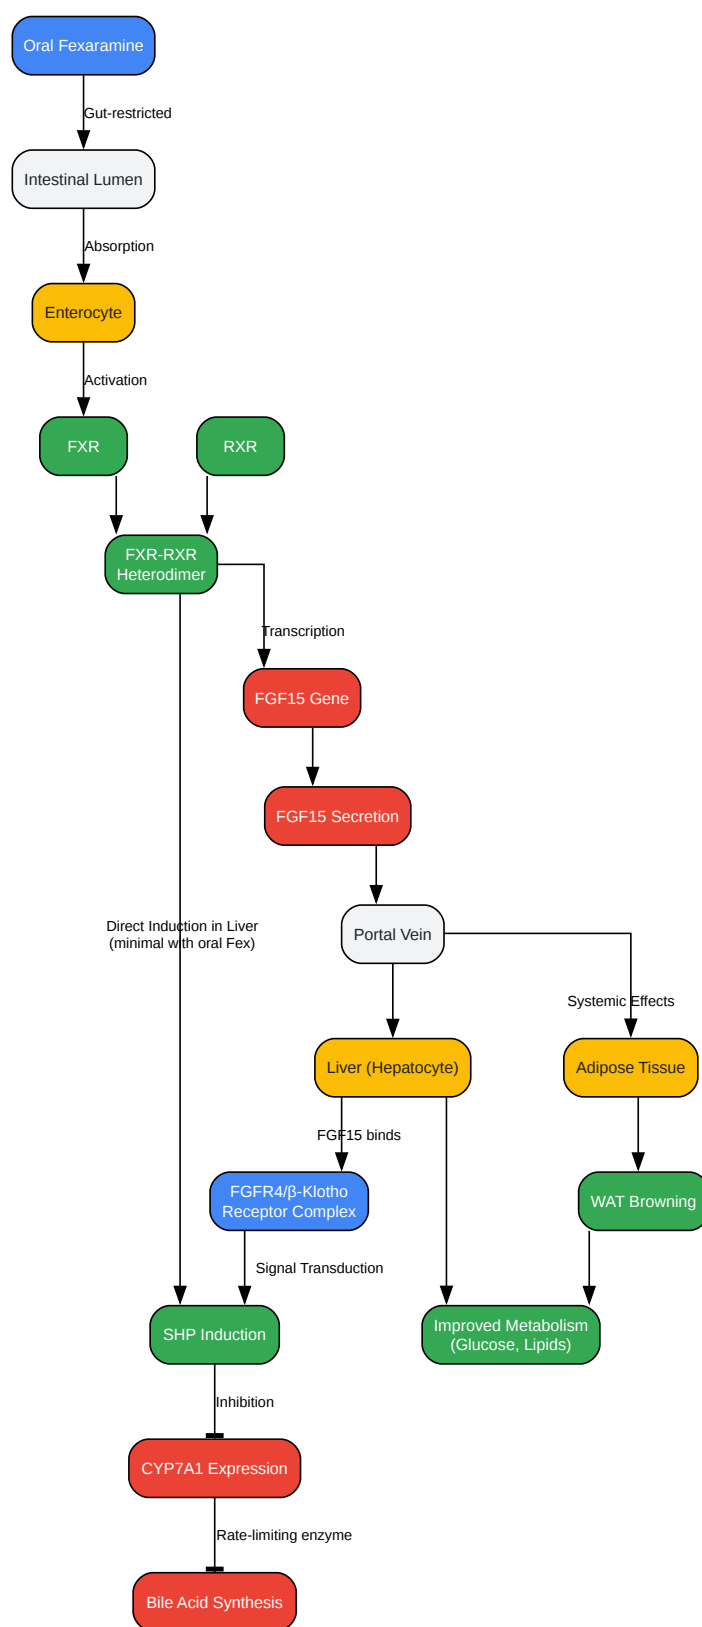 Oral Fexaramine
Gut-restricted
Intestinal Lumen
Absorption
Enterocyte
Activation
FXR
RXR
FXR-RXR
Heterodimer
Transcription
FGF15 Gene
FGF15 Secretion
Direct Induction in Liver
(minimal with oral Fex)
Portal Vein
Systemic Effects
Liver (Hepatocyte)
Adipose Tissue
FGF15 binds
FGFR4/β-Klotho
Receptor Complex
WAT Browning
Signal Transduction
SHP Induction
Improved Metabolism
(Glucose, Lipids)
Inhibition
CYP7A1 Expression
Rate-limiting enzyme
Bile Acid Synthesis